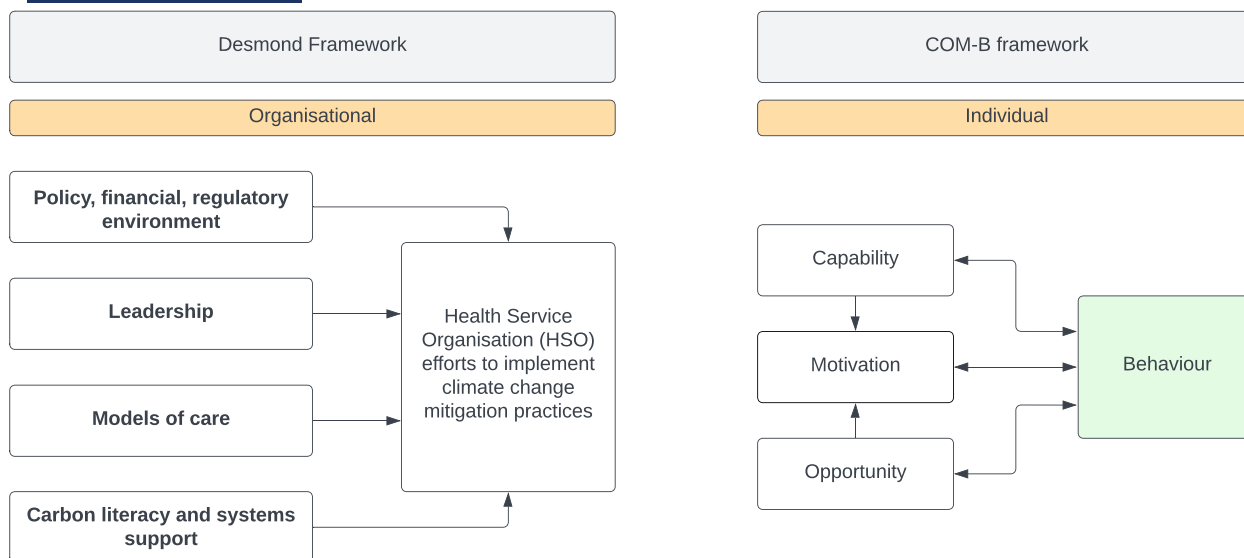 Desmond Framework
Organisational
Policy, financial, regulatory
environment
Leadership
Models of care
Carbon literacy and systems
support
Health Service
Organisation (HSO)
efforts to implement
climate change
mitigation practices
COM-B framework
Individual
Capability
Motivation
Opportunity
Behaviour